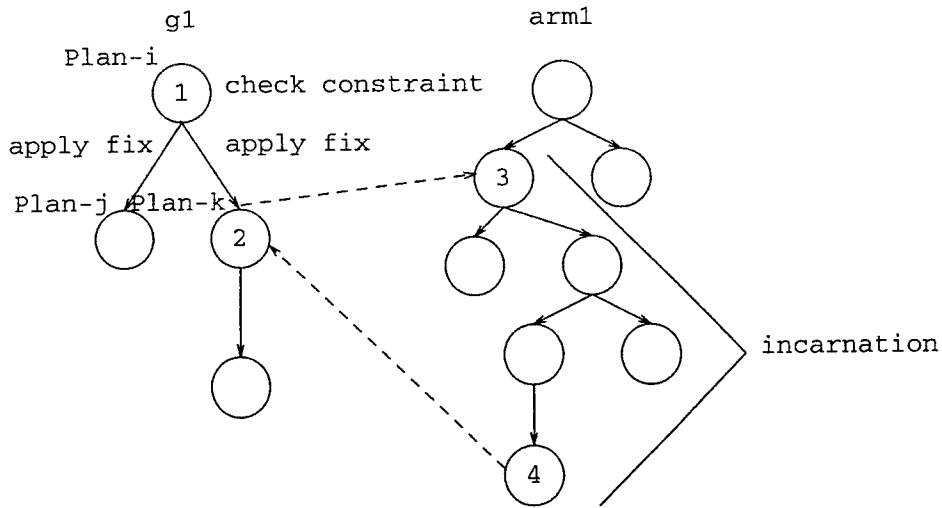 g1
arm1
Plan-i
1
check constraint
apply fix
apply fix
3
Plan-j
Plan-k
2
incarnation
4